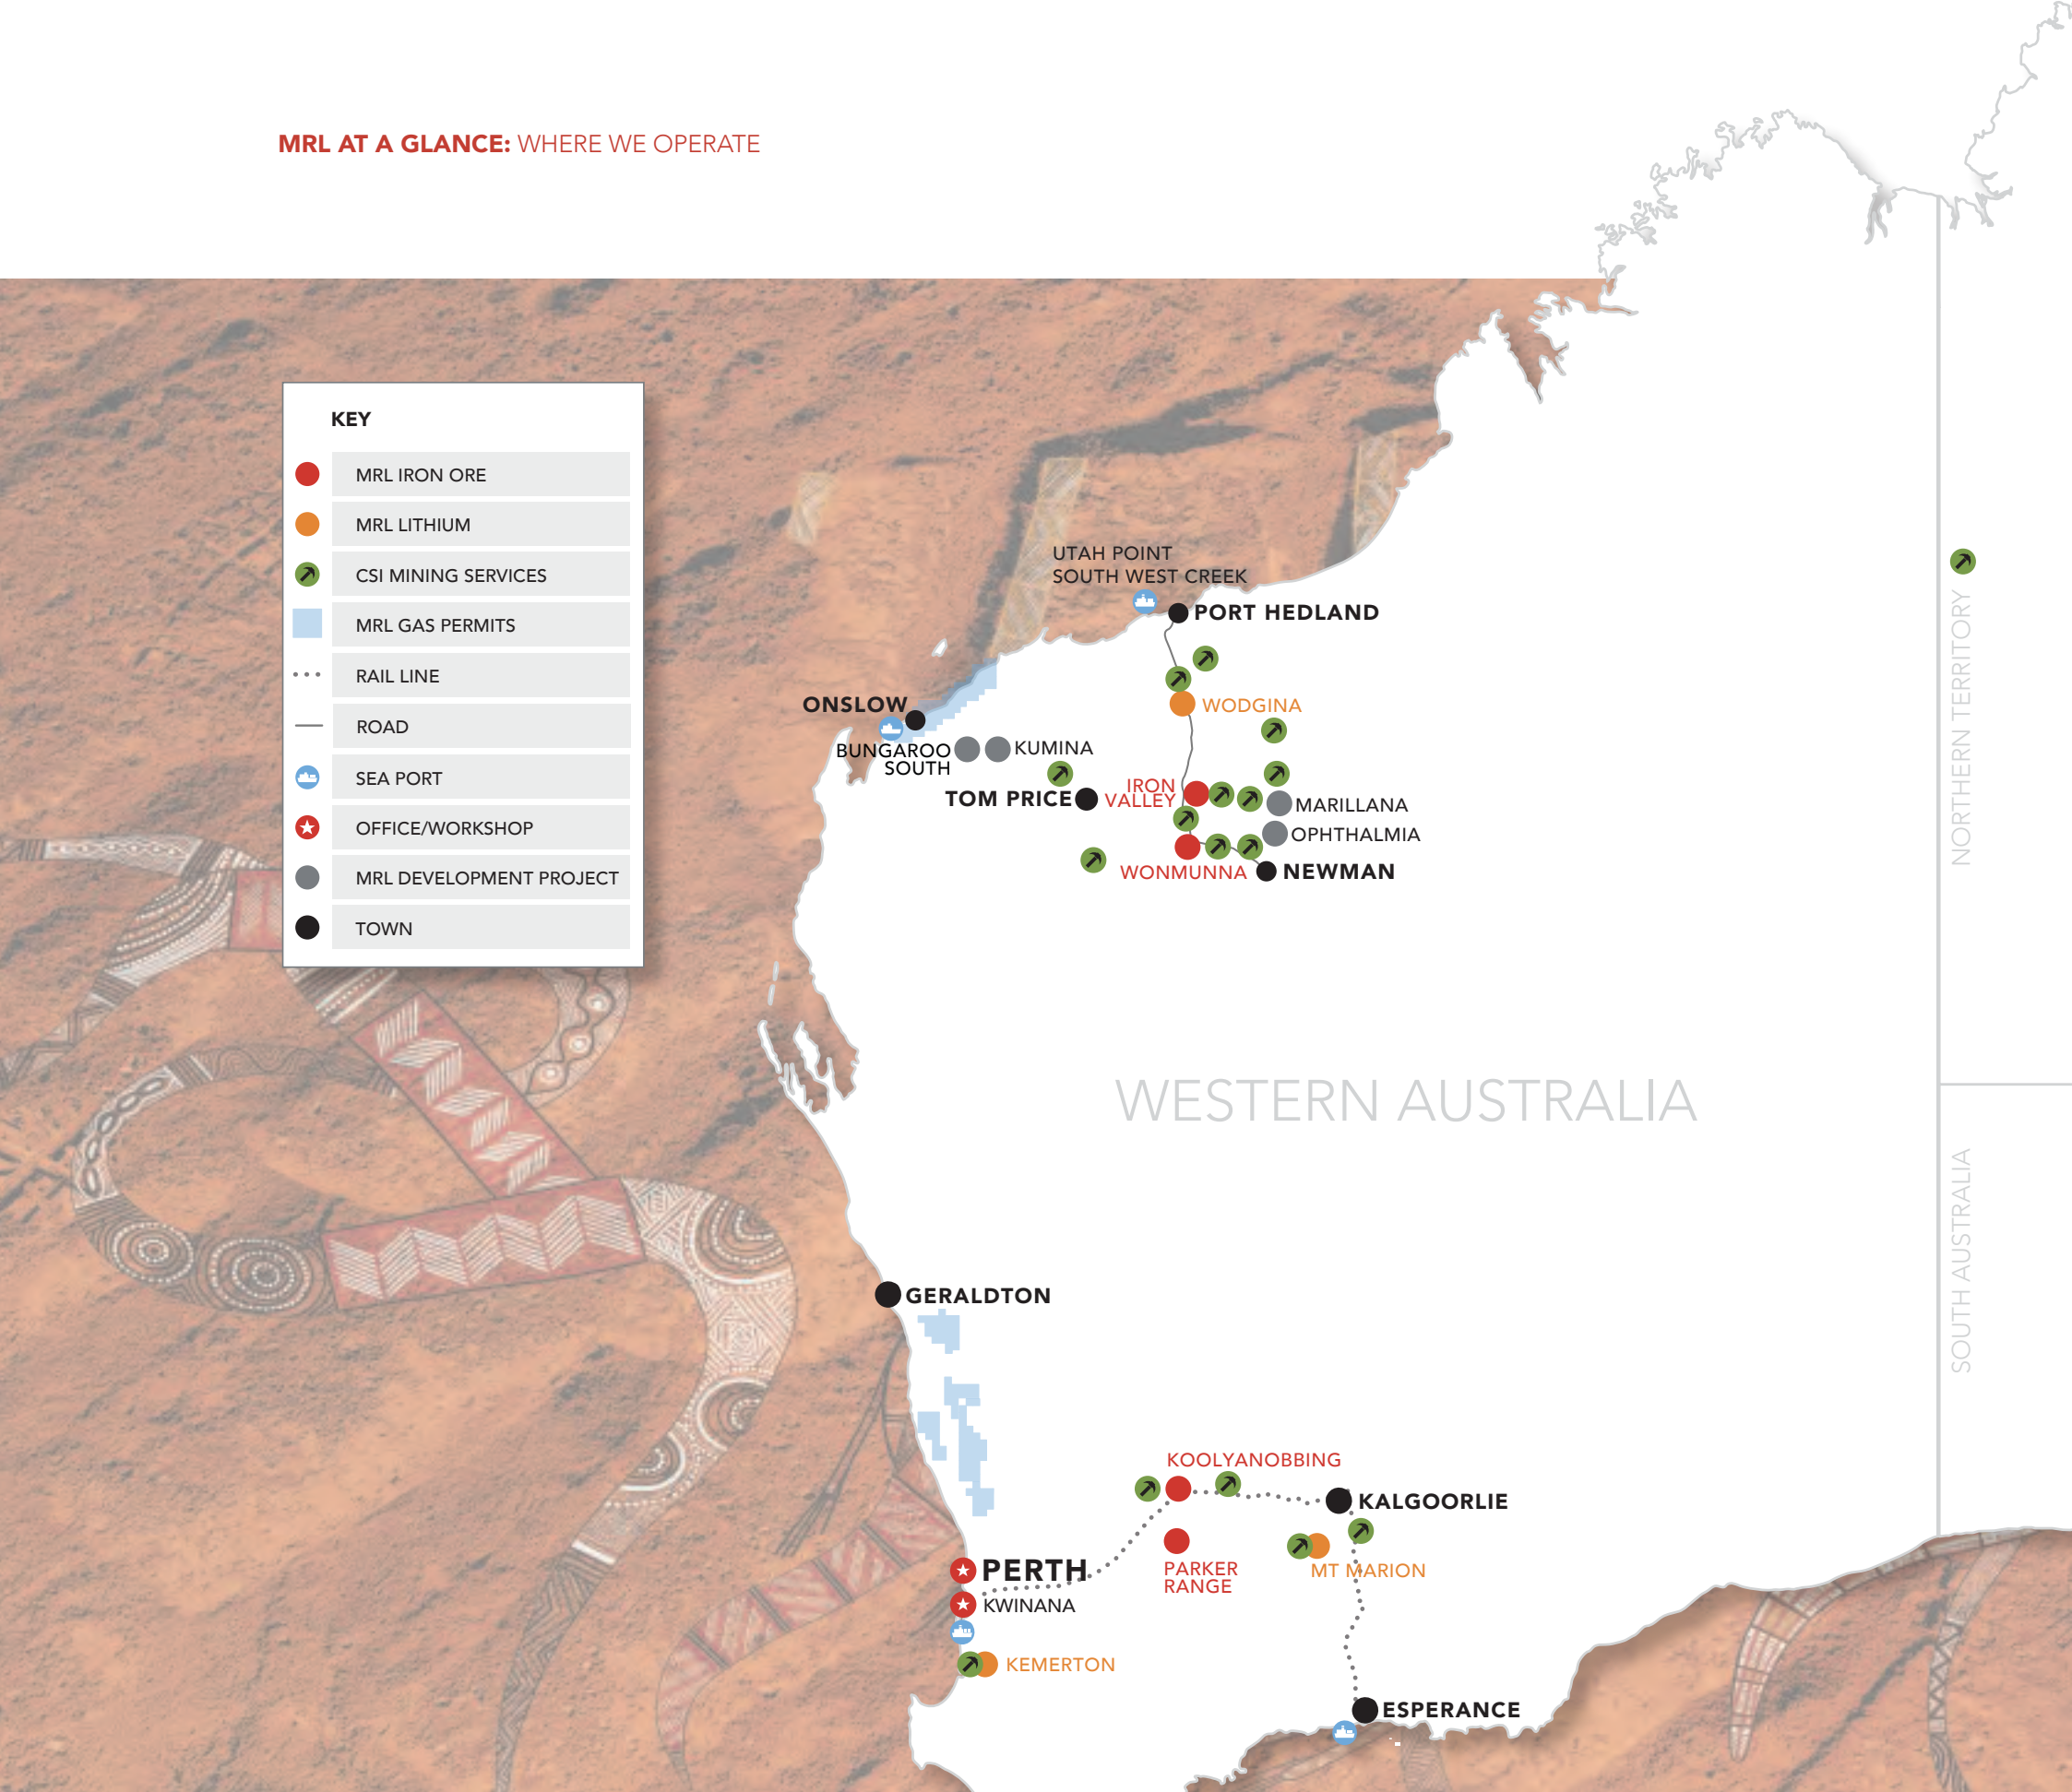 MRL AT A GLANCE: WHERE WE OPERATE
KEY
MRL IRON ORE
MRL LITHIUM
CSI MINING SERVICES
MRL GAS PERMITS
RAIL LINE
ROAD
SEA PORT
OFFICE/WORKSHOP
MRL DEVELOPMENT PROJECT
TOWN
UTAH POINT
SOUTH WEST CREEK
PORT HEDLAND
WODGINA
ONSLOW
BUNGAROO
SOUTH
KUMINA
TOM PRICE
IRON
VALLEY
MARILLANA
OPHTHALMIA
WONMUNNA
NEWMAN
NORTHERN TERRITORY
WESTERN AUSTRALIA
SOUTH AUSTRALIA
GERALDTON
KOOLYANOBBING
KALGOORLIE
PARKER
RANGE
MT MARION
PERTH
KWINANA
KEMERTON
ESPERANCE